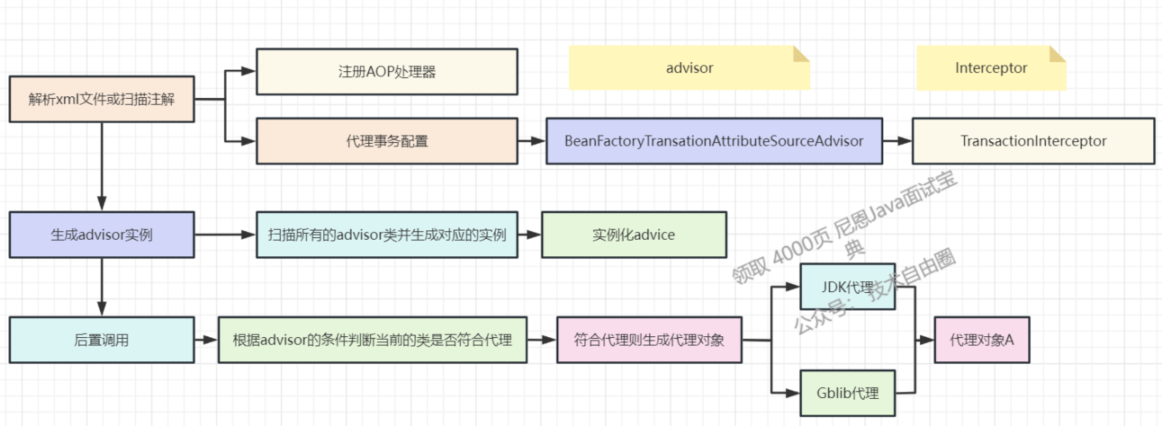 注册AOP处理器
advisor
Interceptor
解析xml文件或扫描注解
代理事务配置
BeanFactoryTransationAttributeSourceAdvisor
TransactionInterceptor
生成advisor实例
扫描所有的advisor类并生成对应的实例
实例化advice
领取 4000页 尼恩Java面试宝
典
公众号： 技术自由圈
JDK代理
后置调用
根据advisor的条件判断当前的类是否符合代理
符合代理则生成代理对象
代理对象A
Gblib代理